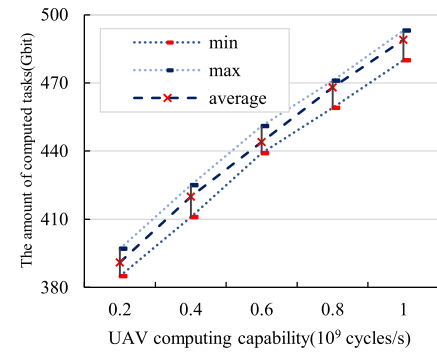 500
470
440
410
380
The amount of computed tasks(Gbit)
min
max
average
0.2 0.4 0.6 0.8 1
UAV computing capability(10⁹ cycles/s)